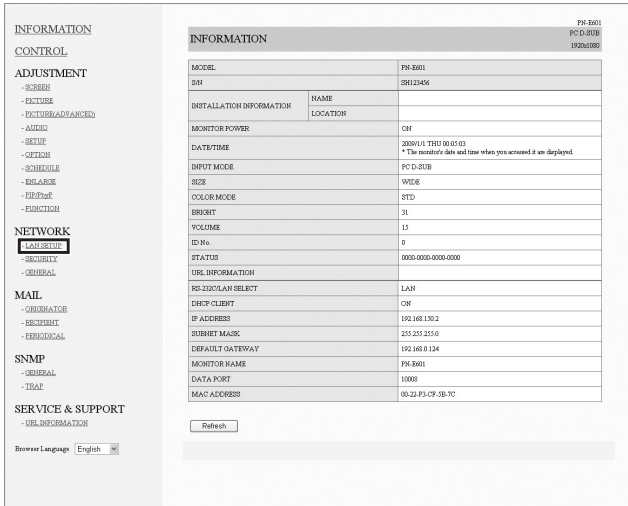 INFORMATION
CONTROL
ADJUSTMENT
- SCREEN
- PICTURE
- PICTURE(ADVANCED)
- AUDIO
- SETUP
- OPTION
- SCHEDULE
- ENLARGE
- PIP/PbyP
- FUNCTION
NETWORK
- LAN SETUP
- SECURITY
- GENERAL
MAIL
- ORIGINATOR
- RECIPIENT
- PERIODICAL
SNMP
- GENERAL
- TRAP
SERVICE & SUPPORT
- URL INFORMATION
Browser Language English
PN-E601
INFORMATION
PC D-SUB
1920x1080
MODEL PN-E601
S/N SH123456
INSTALLATION INFORMATION NAME
LOCATION
MONITOR POWER ON
DATE/TIME 2009/1/1 THU 00:05:03
* The monitor's date and time when you accessed it are displayed.
INPUT MODE PC D-SUB
SIZE WIDE
COLOR MODE STD
BRIGHT 31
VOLUME 15
ID No. 0
STATUS 0000-0000-0000-0000
URL INFORMATION
RS-232C/LAN SELECT LAN
DHCP CLIENT ON
IP ADDRESS 192.168.150.2
SUBNET MASK 255.255.255.0
DEFAULT GATEWAY 192.168.0.124
MONITOR NAME PN-E601
DATA PORT 10008
MAC ADDRESS 00-22-F3-CF-5B-7C
Refresh